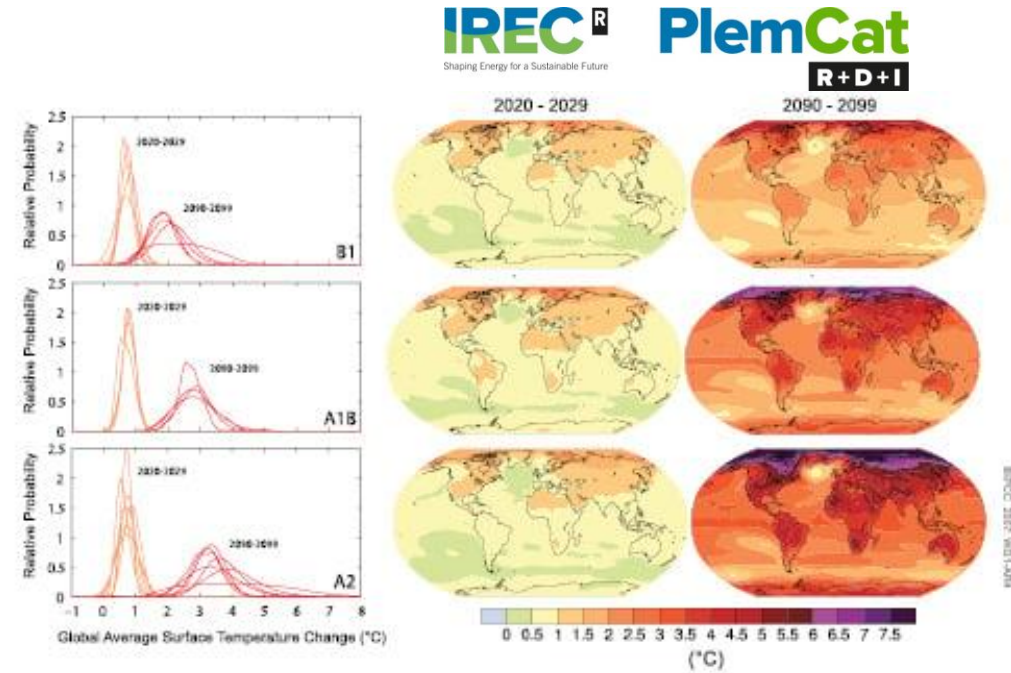 IREC R
Shaping Energy for a Sustainable Future
PlemCat
R+D+I
2020 - 2029
2090 - 2099
Relative Probability
2.5
2
1.5
1
0.5
0
2020-2029
2090-2099
B1
Relative Probability
2.5
2
1.5
1
0.5
0
2020-2029
2090-2099
A1B
Relative Probability
2.5
2
1.5
1
0.5
0
2020-2029
2090-2099
A2
-1 0 1 2 3 4 5 6 7 8
Global Average Surface Temperature Change (°C)
0 0.5 1 1.5 2 2.5 3 3.5 4 4.5 5 5.5 6 6.5 7 7.5
(°C)
©IPCC 2007: WG1-AR4